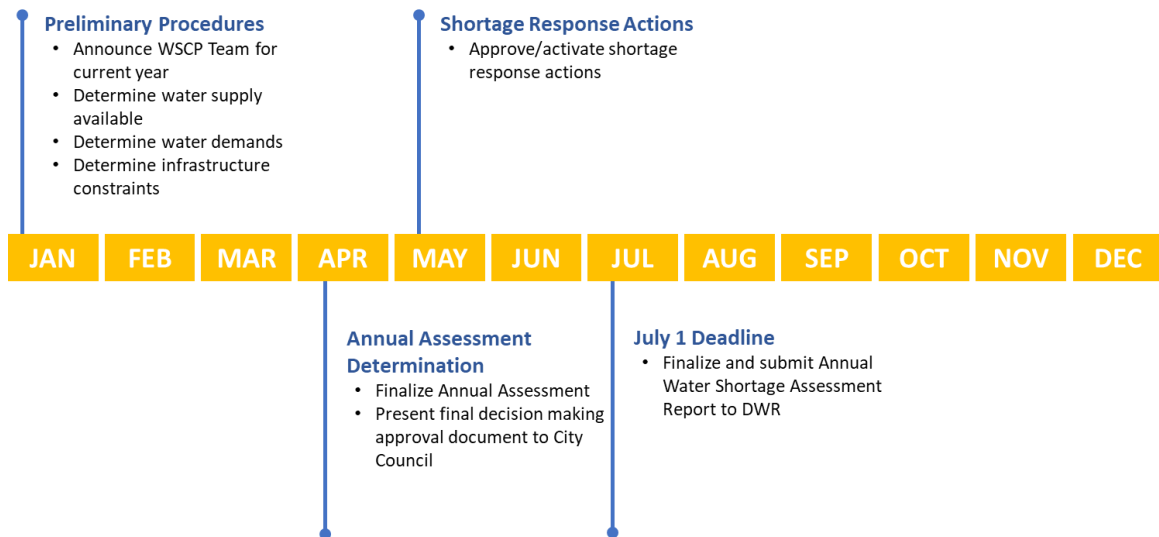 Preliminary Procedures
• Announce WSCP Team for
current year
• Determine water supply
available
• Determine water demands
• Determine infrastructure
constraints
Shortage Response Actions
• Approve/activate shortage
response actions
JAN FEB MAR APR MAY JUN JUL AUG SEP OCT NOV DEC
Annual Assessment
Determination
• Finalize Annual Assessment
• Present final decision making
approval document to City
Council
July 1 Deadline
• Finalize and submit Annual
Water Shortage Assessment
Report to DWR